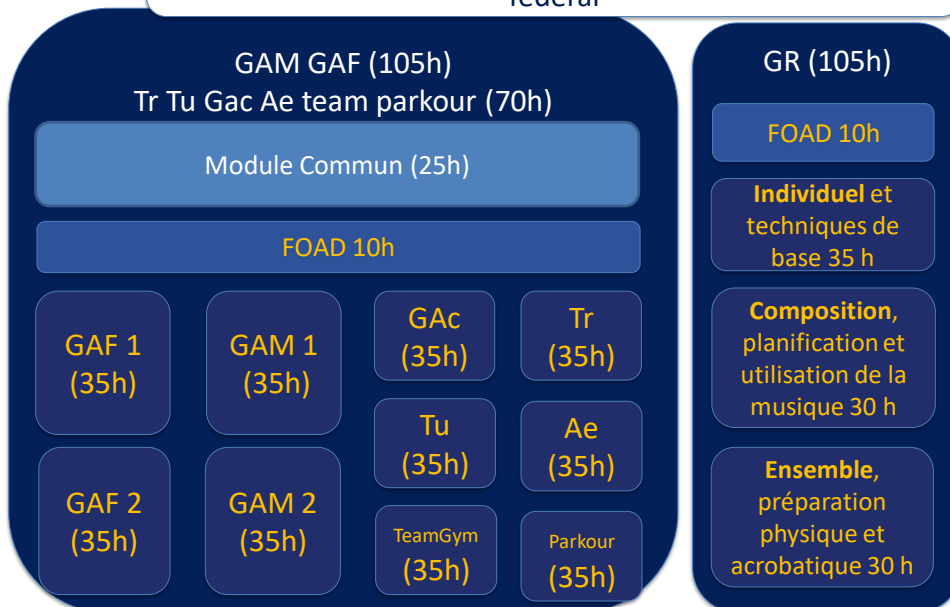 fédéral
GAM GAF (105h)
Tr Tu Gac Ae team parkour (70h)
Module Commun (25h)
FOAD 10h
GAF 1
(35h)
GAM 1
(35h)
GAc
(35h)
Tr
(35h)
Tu
(35h)
Ae
(35h)
GAF 2
(35h)
GAM 2
(35h)
TeamGym
(35h)
Parkour
(35h)
GR (105h)
FOAD 10h
Individuel et
techniques de
base 35 h
Composition,
planification et
utilisation de la
musique 30 h
Ensemble,
préparation
physique et
acrobatique 30 h